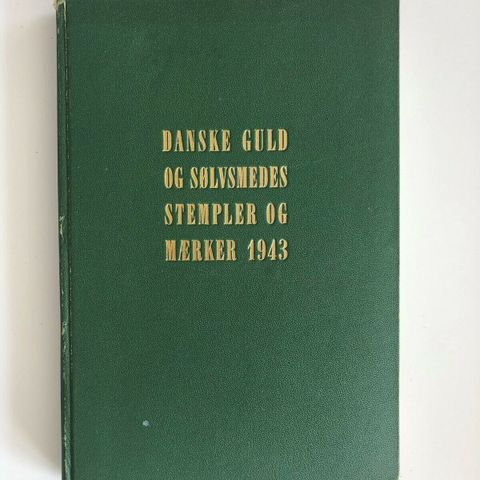 DANSKE GULD
OG SØLVSMEDES
STEMPLER OG
MÆRKER 1943